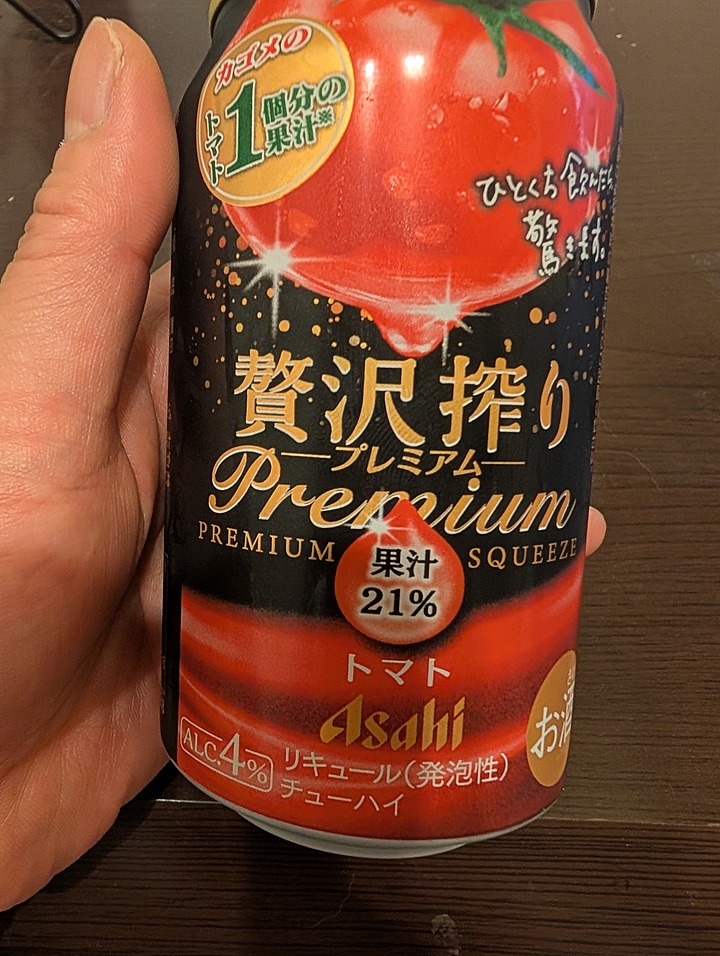 カゴメの
トマト
1個分の
果汁※
ひとくち飲んだら
驚きます。
贅沢搾り
プレミアム
Premium
PREMIUM SQUEEZE
果汁
21%
トマト
Asahi
お酒
ALC.4%
リキュール(発泡性)
チューハイ